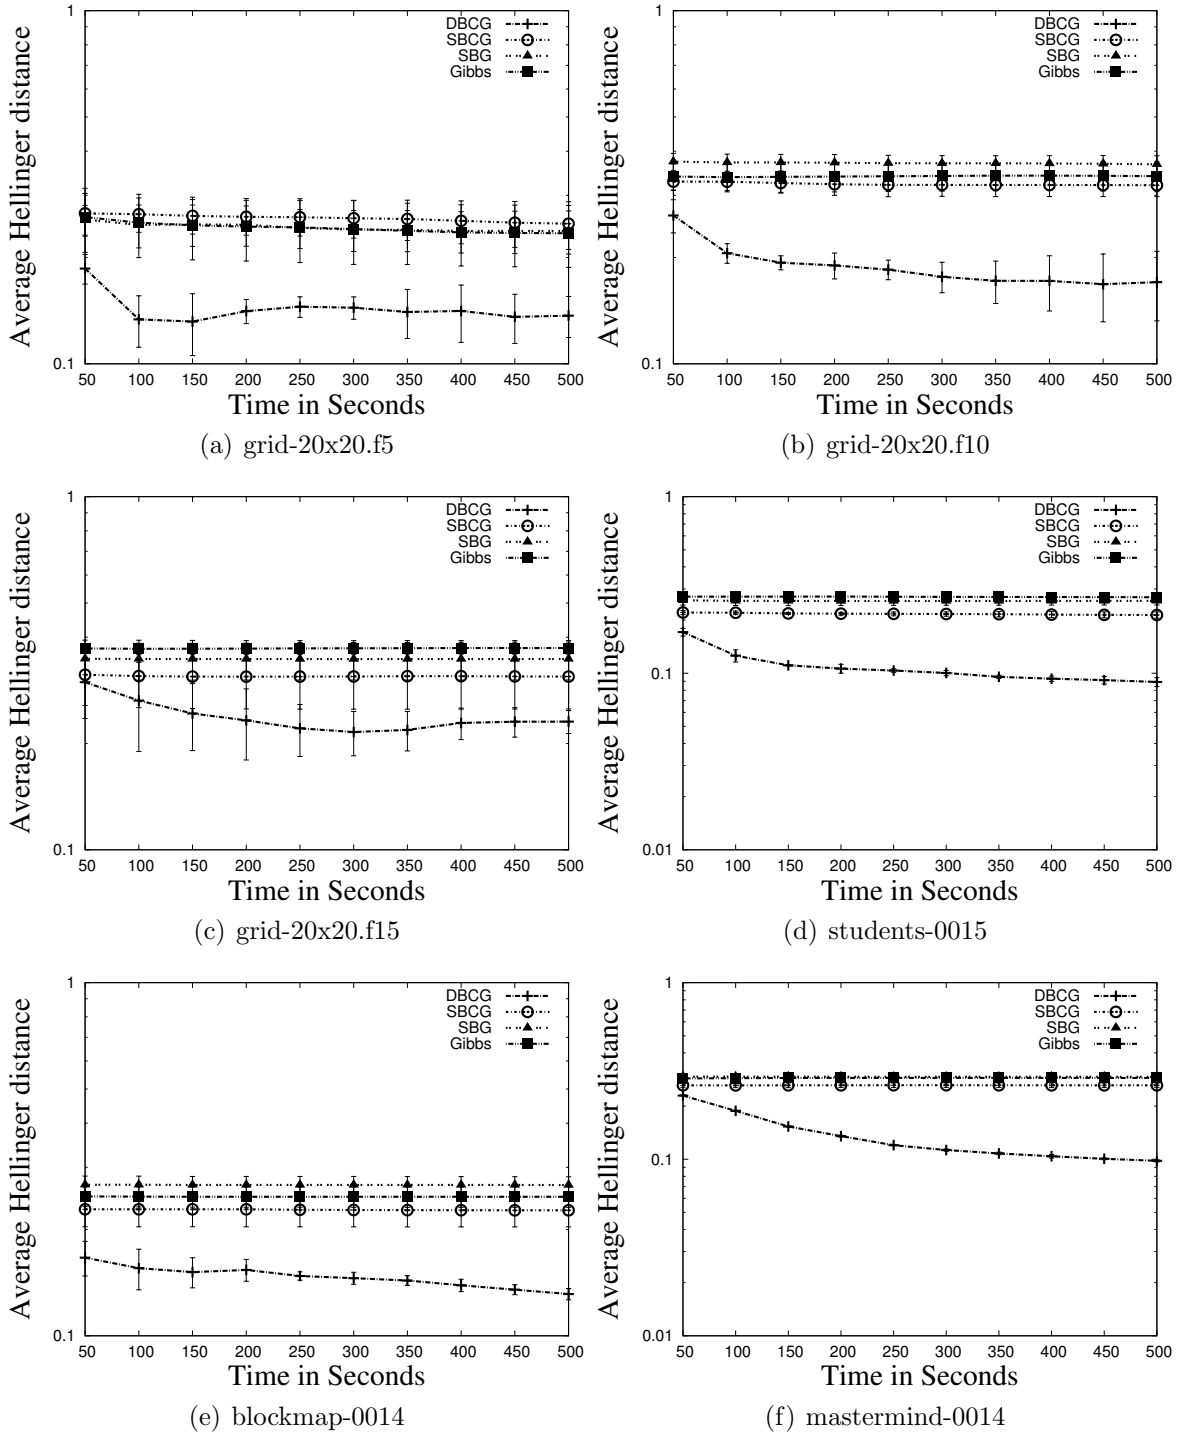 Average Hellinger distance
1
0.1
DBCG
SBCG
SBG
Gibbs
50 100 150 200 250 300 350 400 450 500
Time in Seconds
(a) grid-20x20.f5
Average Hellinger distance
1
0.1
DBCG
SBCG
SBG
Gibbs
50 100 150 200 250 300 350 400 450 500
Time in Seconds
(b) grid-20x20.f10
Average Hellinger distance
1
0.1
DBCG
SBCG
SBG
Gibbs
50 100 150 200 250 300 350 400 450 500
Time in Seconds
(c) grid-20x20.f15
Average Hellinger distance
1
0.1
0.01
DBCG
SBCG
SBG
Gibbs
50 100 150 200 250 300 350 400 450 500
Time in Seconds
(d) students-0015
Average Hellinger distance
1
0.1
DBCG
SBCG
SBG
Gibbs
50 100 150 200 250 300 350 400 450 500
Time in Seconds
(e) blockmap-0014
Average Hellinger distance
1
0.1
0.01
DBCG
SBCG
SBG
Gibbs
50 100 150 200 250 300 350 400 450 500
Time in Seconds
(f) mastermind-0014